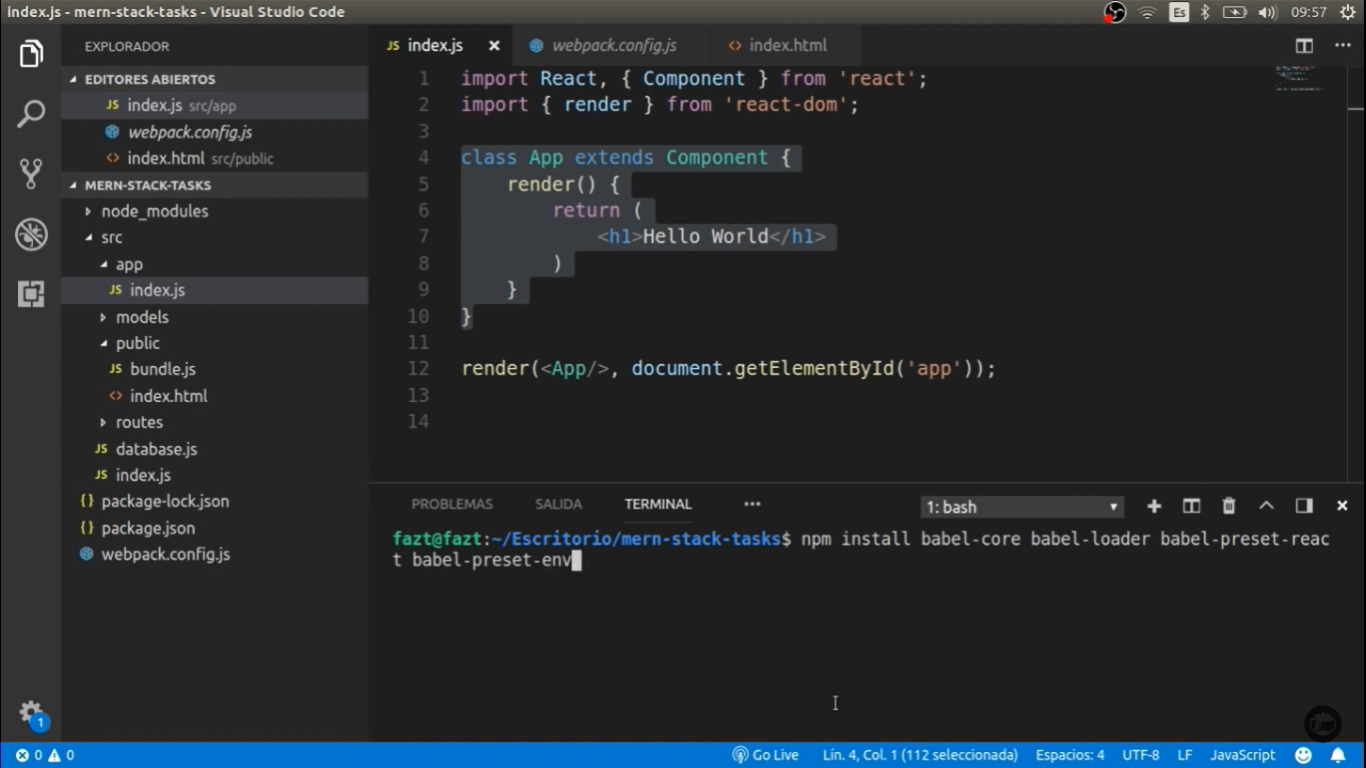 index.js - mern-stack-tasks - Visual Studio Code
Es
09:57
EXPLORADOR
EDITORES ABIERTOS
JS index.js src/app
webpack.config.js
<> index.html src/public
MERN-STACK-TASKS
node_modules
src
app
JS index.js
models
public
JS bundle.js
<> index.html
routes
JS database.js
JS index.js
{} package-lock.json
{} package.json
webpack.config.js
1
JS index.js
webpack.config.js
<> index.html
1 import React, { Component } from 'react';
2 import { render } from 'react-dom';
3
4 class App extends Component {
5 render() {
6 return (
7 <h1>Hello World</h1>
8 )
9 }
10 }
11
12 render(<App/>, document.getElementById('app'));
13
14
PROBLEMAS SALIDA TERMINAL ••• 1: bash
fazt@fazt:~/Escritorio/mern-stack-tasks$ npm install babel-core babel-loader babel-preset-reac
t babel-preset-env
0 0 Go Live Lín. 4, Col. 1 (112 seleccionada) Espacios: 4 UTF-8 LF JavaScript